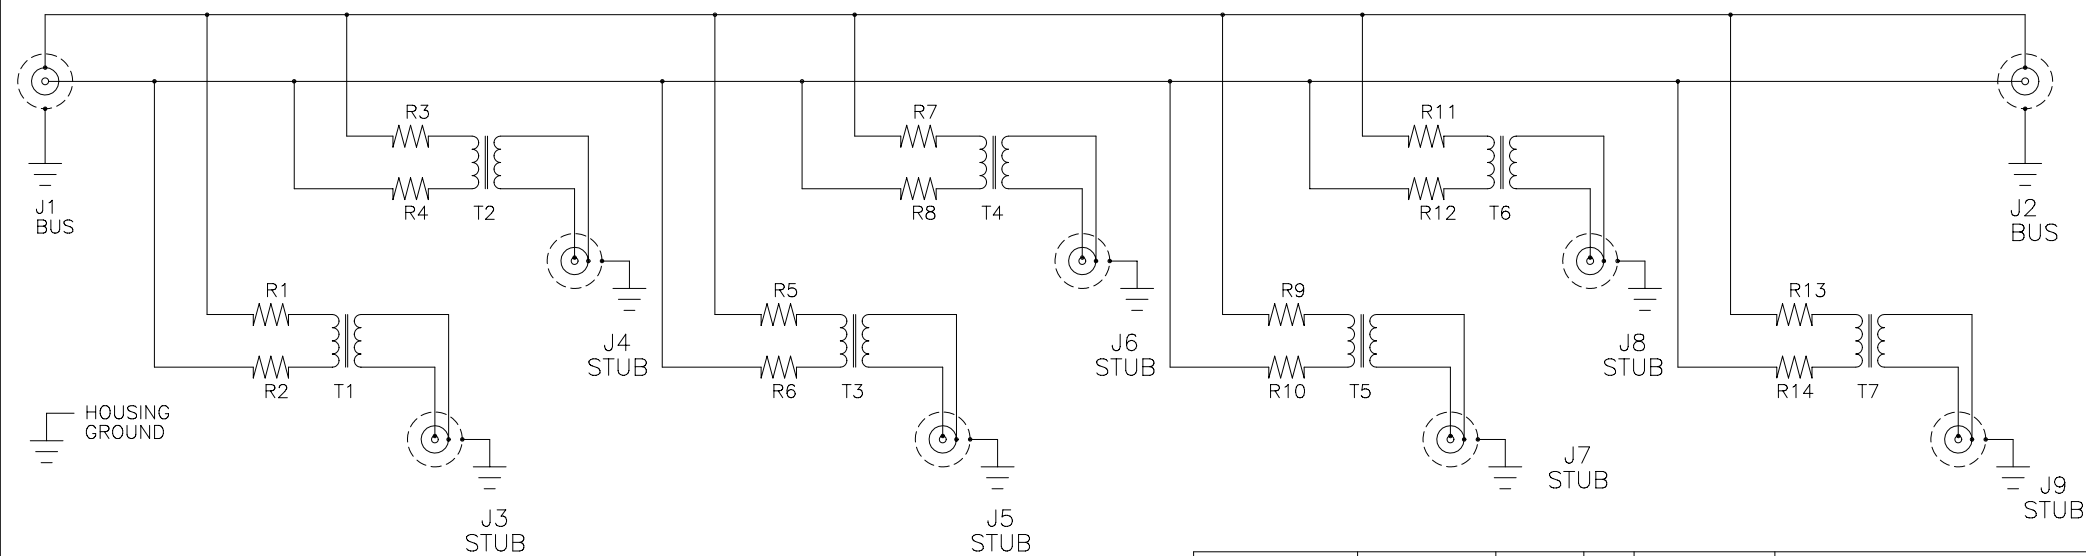 R3
R7
R11
J1
BUS
R4
T2
R8
T4
R12
T6
J2
BUS
R1
R5
R9
R13
J4
STUB
J6
STUB
J8
STUB
R2
T1
R6
T3
R10
T5
R14
T7
HOUSING
GROUND
J7
STUB
J9
STUB
J3
STUB
J5
STUB